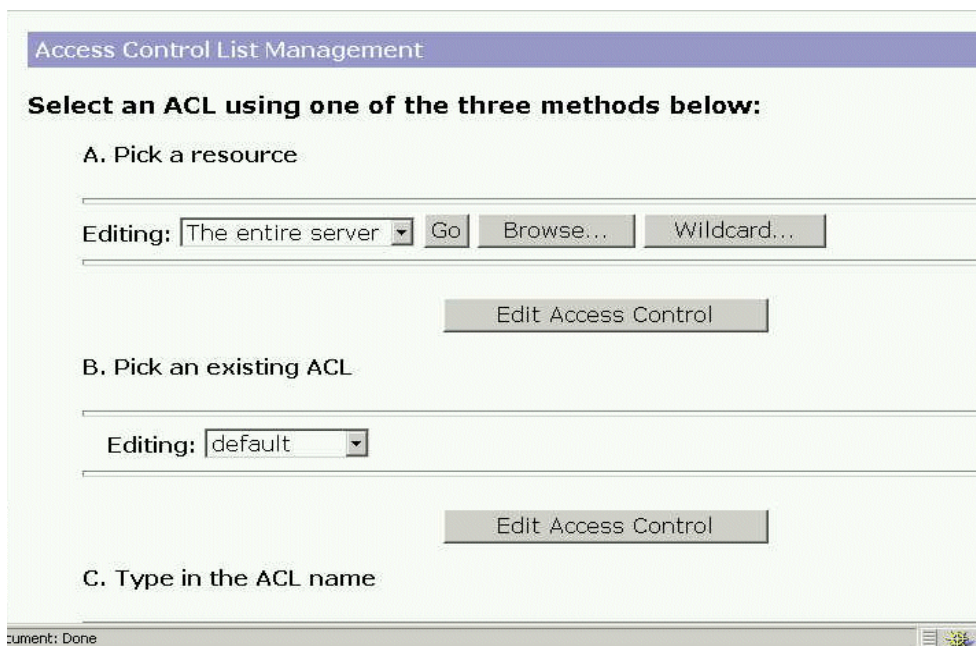 Access Control List Management
Select an ACL using one of the three methods below:
A. Pick a resource
Editing: The entire server Go Browse... Wildcard...
Edit Access Control
B. Pick an existing ACL
Editing: default
Edit Access Control
C. Type in the ACL name
cument: Done